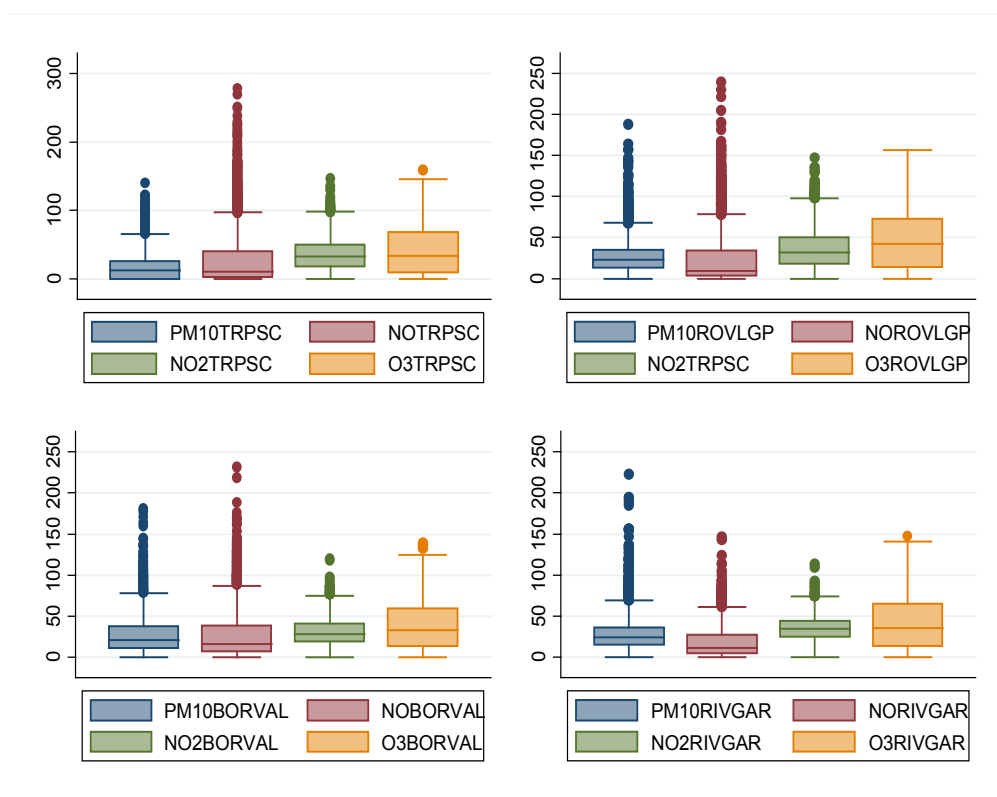 300
200
100
0
PM10TRPSC NOTRPSC
NO2TRPSC O3TRPSC
250
200
150
100
50
0
PM10ROVLGP NOROVLGP
NO2TRPSC O3ROVLGP
250
200
150
100
50
0
PM10BORVAL NOBORVAL
NO2BORVAL O3BORVAL
250
200
150
100
50
0
PM10RIVGAR NORIVGAR
NO2RIVGAR O3RIVGAR